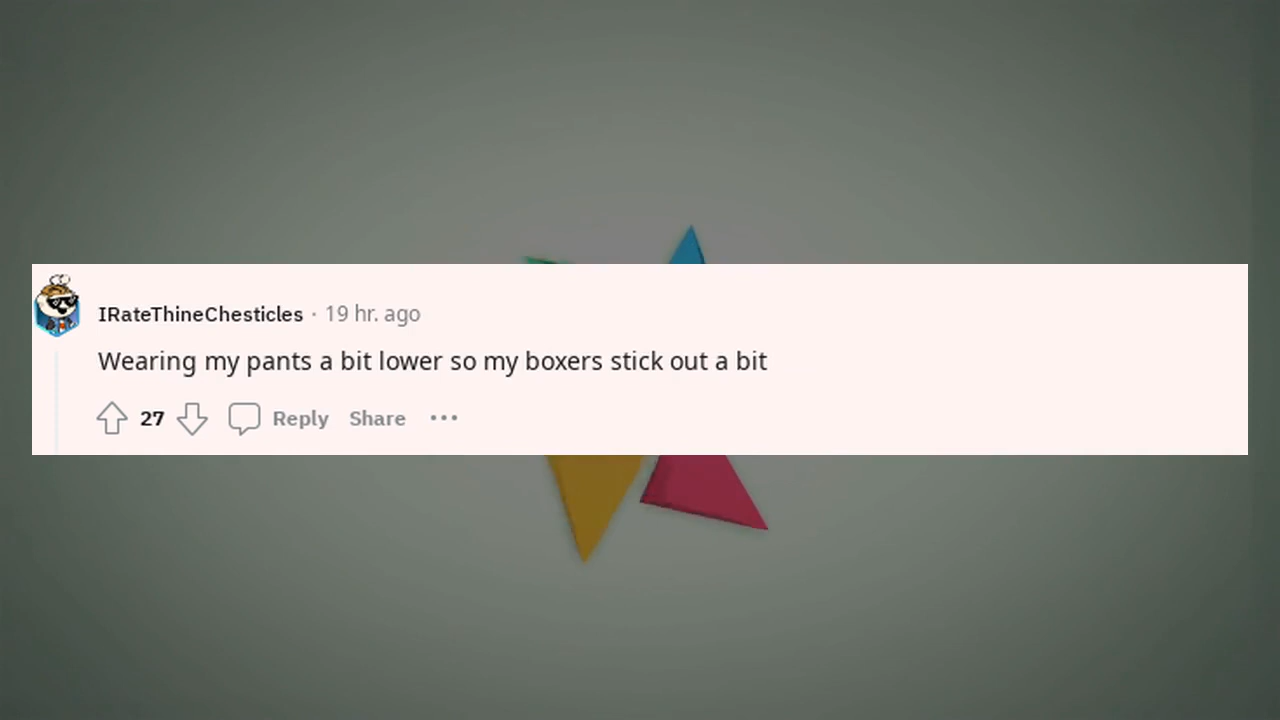 IRateThineChesticles · 19 hr. ago
Wearing my pants a bit lower so my boxers stick out a bit
27 Reply Share ···